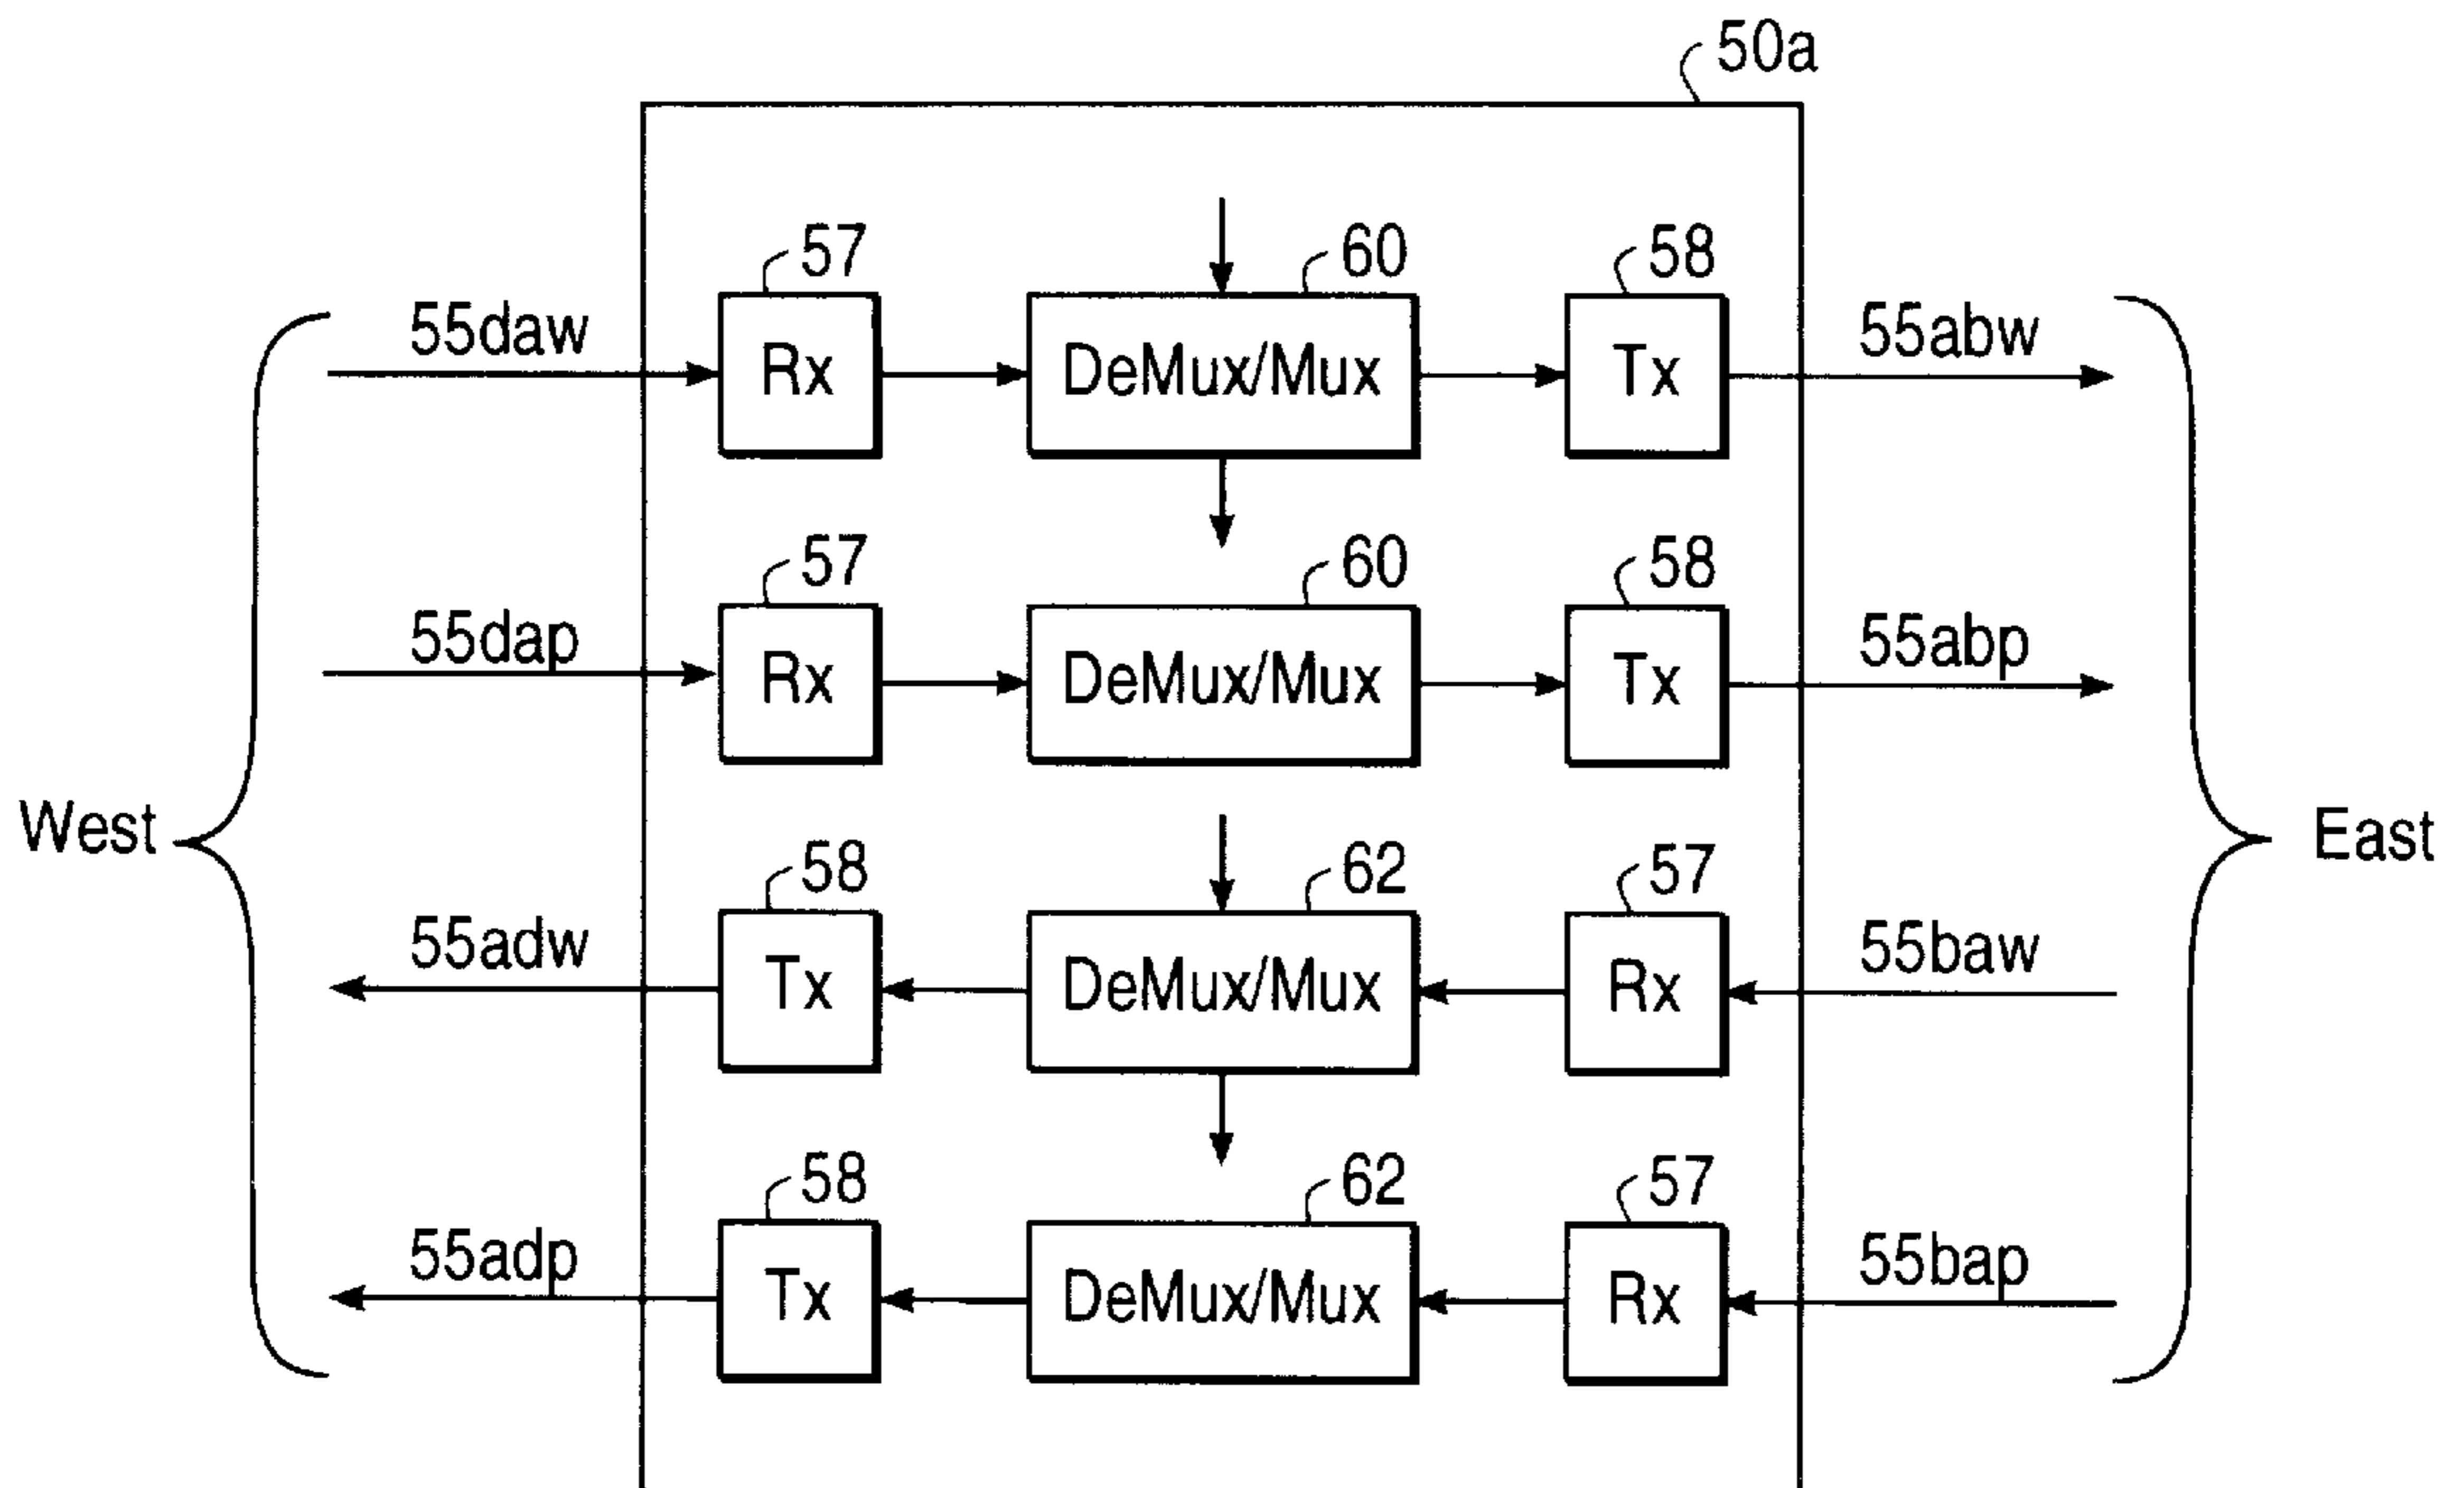 50a
57 60 58
55daw Rx DeMux/Mux Tx 55abw
57 60 58
55dap Rx DeMux/Mux Tx 55abp
West East
58 62 57
55adw Tx DeMux/Mux Rx 55baw
58 62 57
55adp Tx DeMux/Mux Rx 55bap